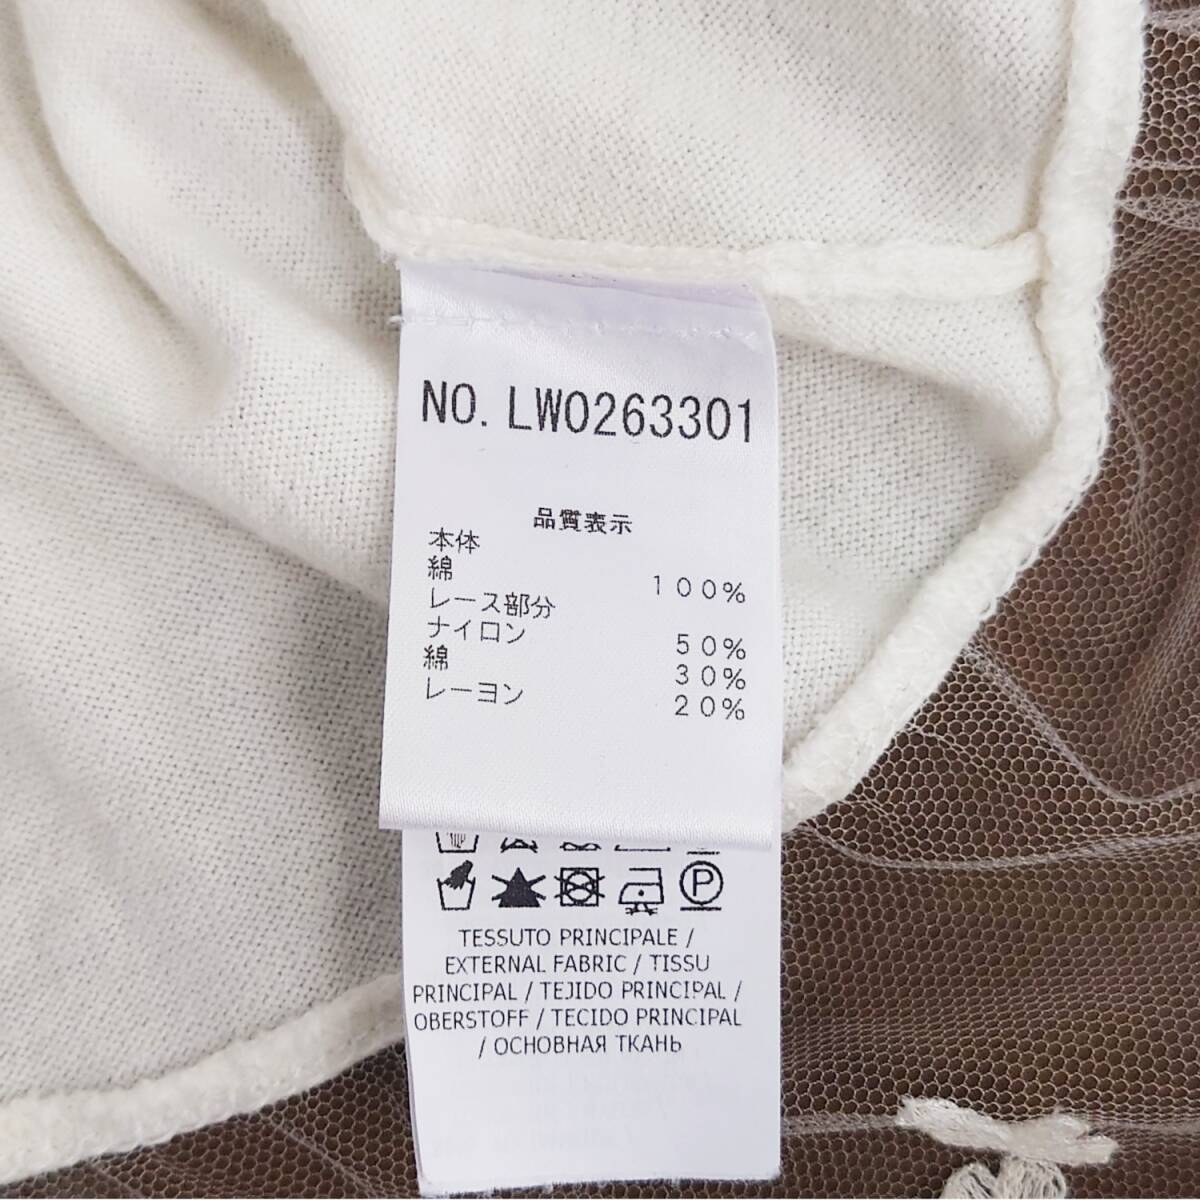 NO. LW0263301
品質表示
本体
綿 100%
レース部分
ナイロン 50%
綿 30%
レーヨン 20%
P
TESSUTO PRINCIPALE /
EXTERNAL FABRIC / TISSU
PRINCIPAL / TEJIDO PRINCIPAL /
OBERSTOFF / TECIDO PRINCIPAL
/ ОСНОВНАЯ ТКАНЬ